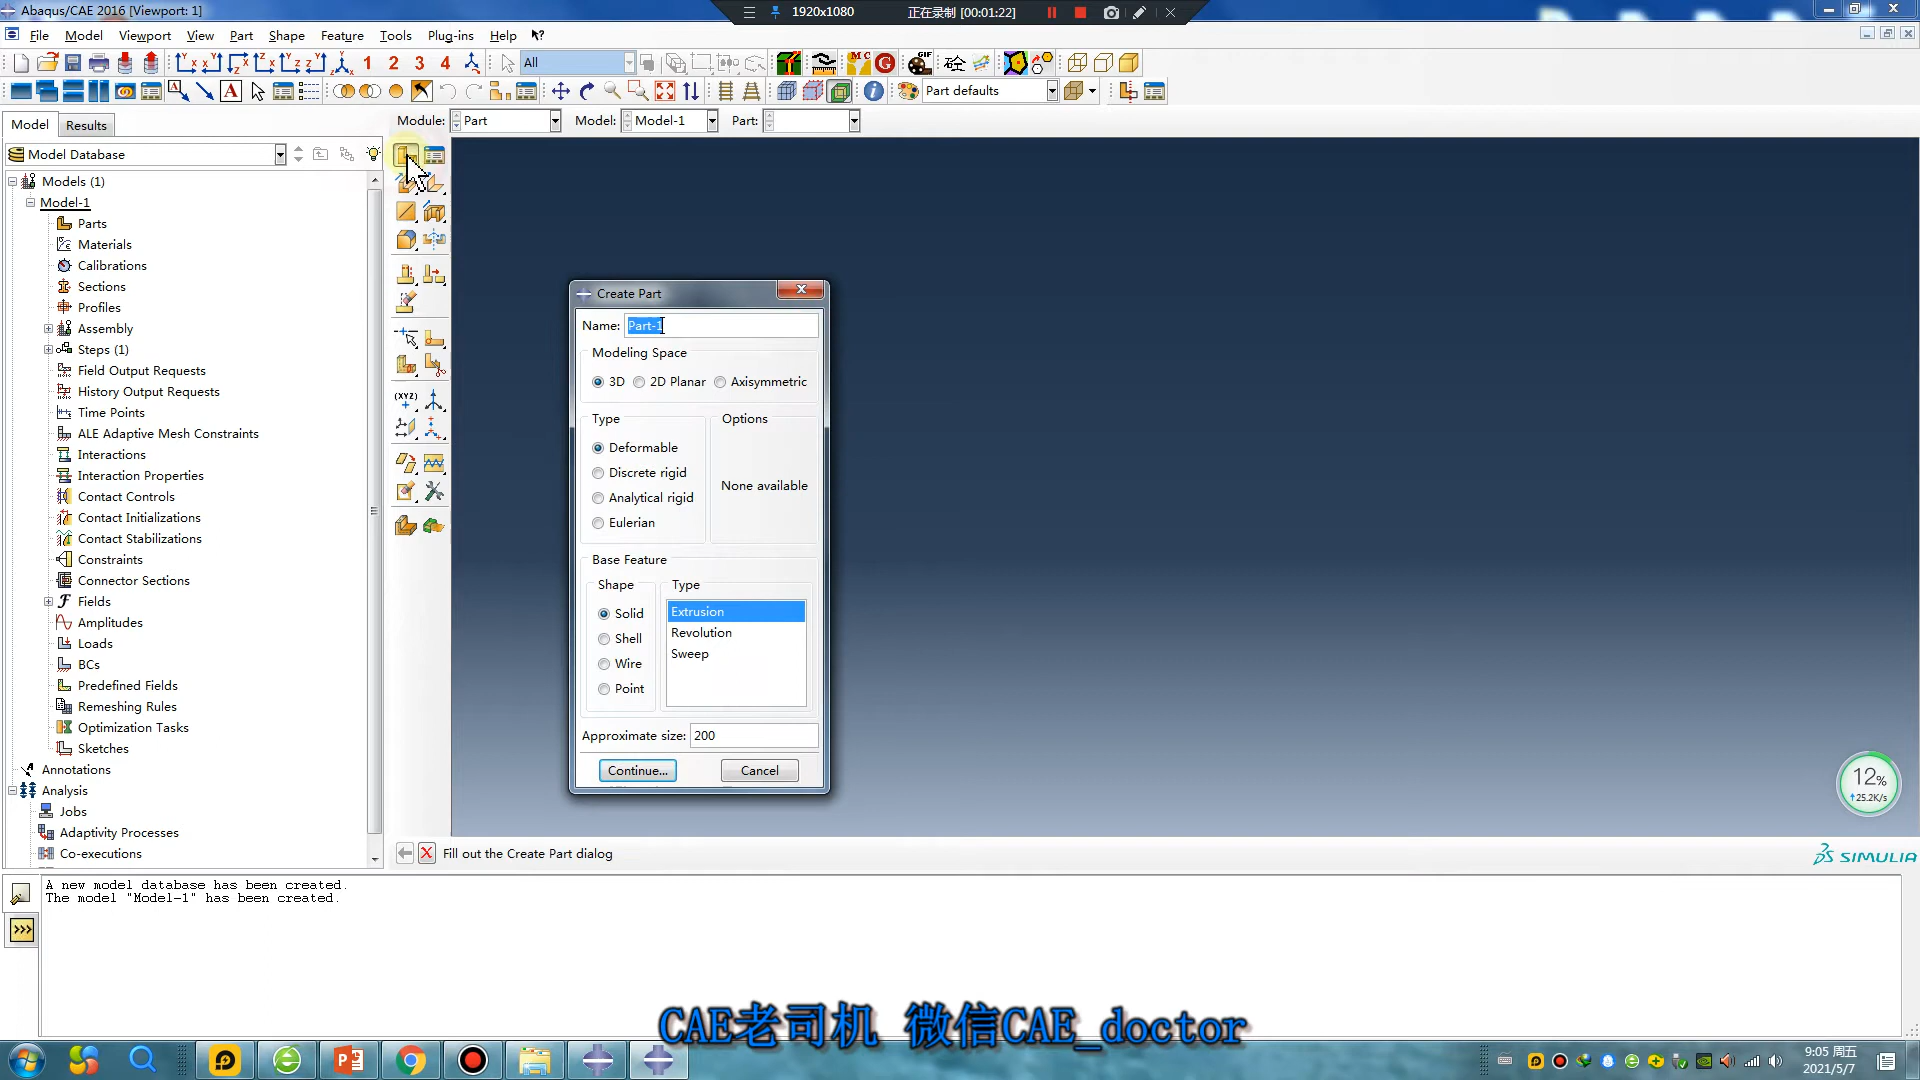 Abaqus/CAE 2016 [Viewport: 1]
1920x1080 正在录制 [00:01:22]
File Model Viewport View Part Shape Feature Tools Plug-ins Help
1 2 3 4 All
Part defaults
Model Results
Module: Part Model: Model-1 Part:
Model Database
Models (1)
Model-1
Parts
Materials
Calibrations
Sections
Profiles
Assembly
Steps (1)
Field Output Requests
History Output Requests
Time Points
ALE Adaptive Mesh Constraints
Interactions
Interaction Properties
Contact Controls
Contact Initializations
Contact Stabilizations
Constraints
Connector Sections
Fields
Amplitudes
Loads
BCs
Predefined Fields
Remeshing Rules
Optimization Tasks
Sketches
Annotations
Analysis
Jobs
Adaptivity Processes
Co-executions
Create Part
Name: Part-1
Modeling Space
3D 2D Planar Axisymmetric
Type
Deformable
Discrete rigid
Analytical rigid
Eulerian
Options
None available
Base Feature
Shape
Solid
Shell
Wire
Point
Type
Extrusion
Revolution
Sweep
Approximate size: 200
Continue... Cancel
12%
↑25.2K/s
Fill out the Create Part dialog
SIMULIA
A new model database has been created.
The model "Model-1" has been created.
>>>
CAE老司机 微信CAE_doctor
9:05 周五
2021/5/7